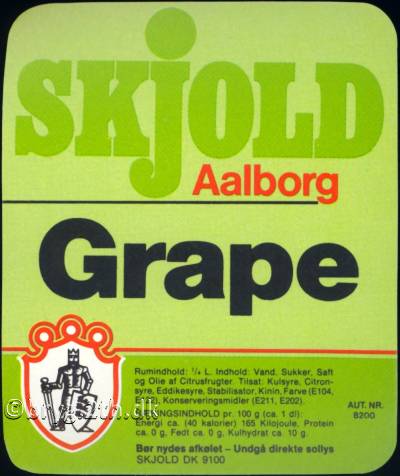 SKjOLD
Aalborg
Grape
Rumindhold: ¹/₄ L. Indhold: Vand, Sukker, Saft
og Olie af Citrusfrugter. Tilsat: Kulsyre, Citron-
syre, Eddikesyre, Stabilisator, Kinin, Farve (E104,
Konserveringsmidler (E211, E202).
NÆRINGSINDHOLD pr. 100 g (ca. 1 dl):
Energi ca. (40 kalorier) 165 Kilojoule, Protein
ca. 0 g, Fedt ca. 0 g, Kulhydrat ca. 10 g.
AUT. NR.
8200
Bør nydes afkølet – Undgå direkte sollys
SKJOLD DK 9100